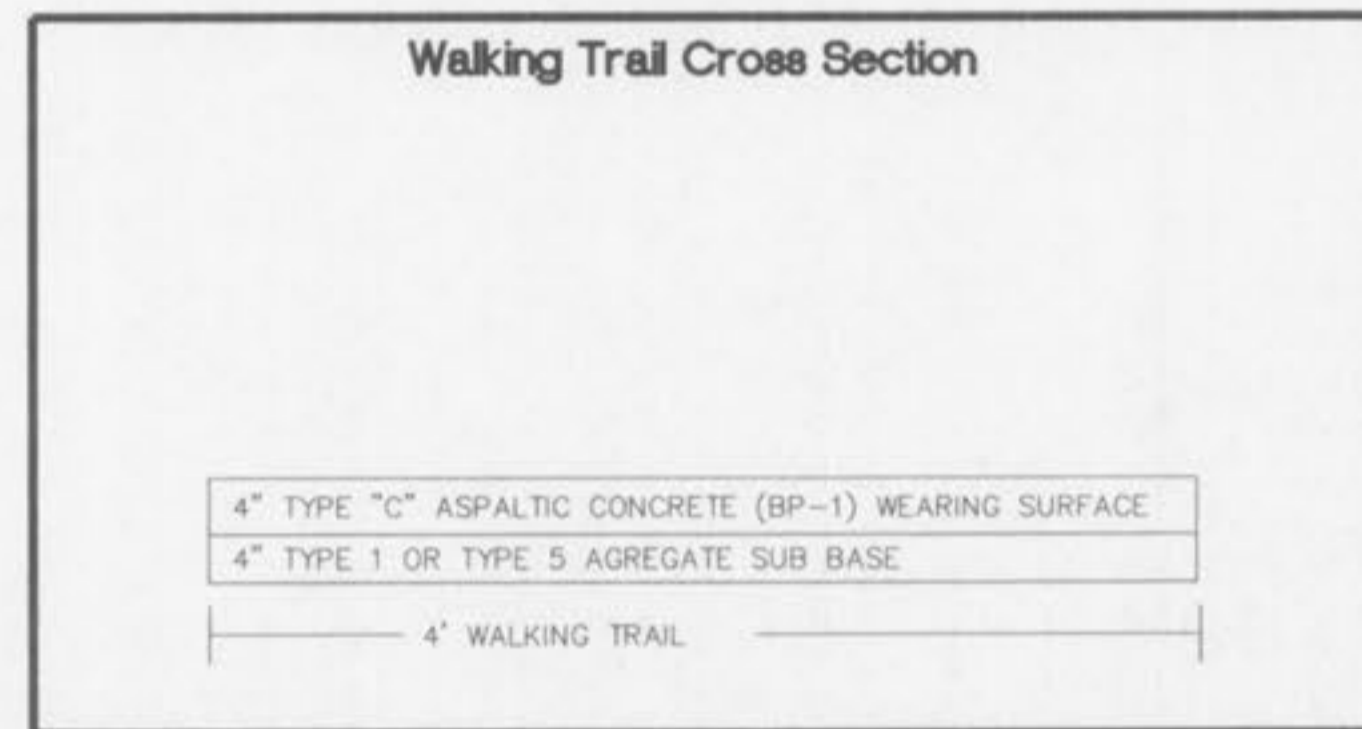 Walking Trail Cross Section
4" TYPE "C" ASPALTIC CONCRETE (BP-1) WEARING SURFACE
4" TYPE 1 OR TYPE 5 AGREGATE SUB BASE
4' WALKING TRAIL